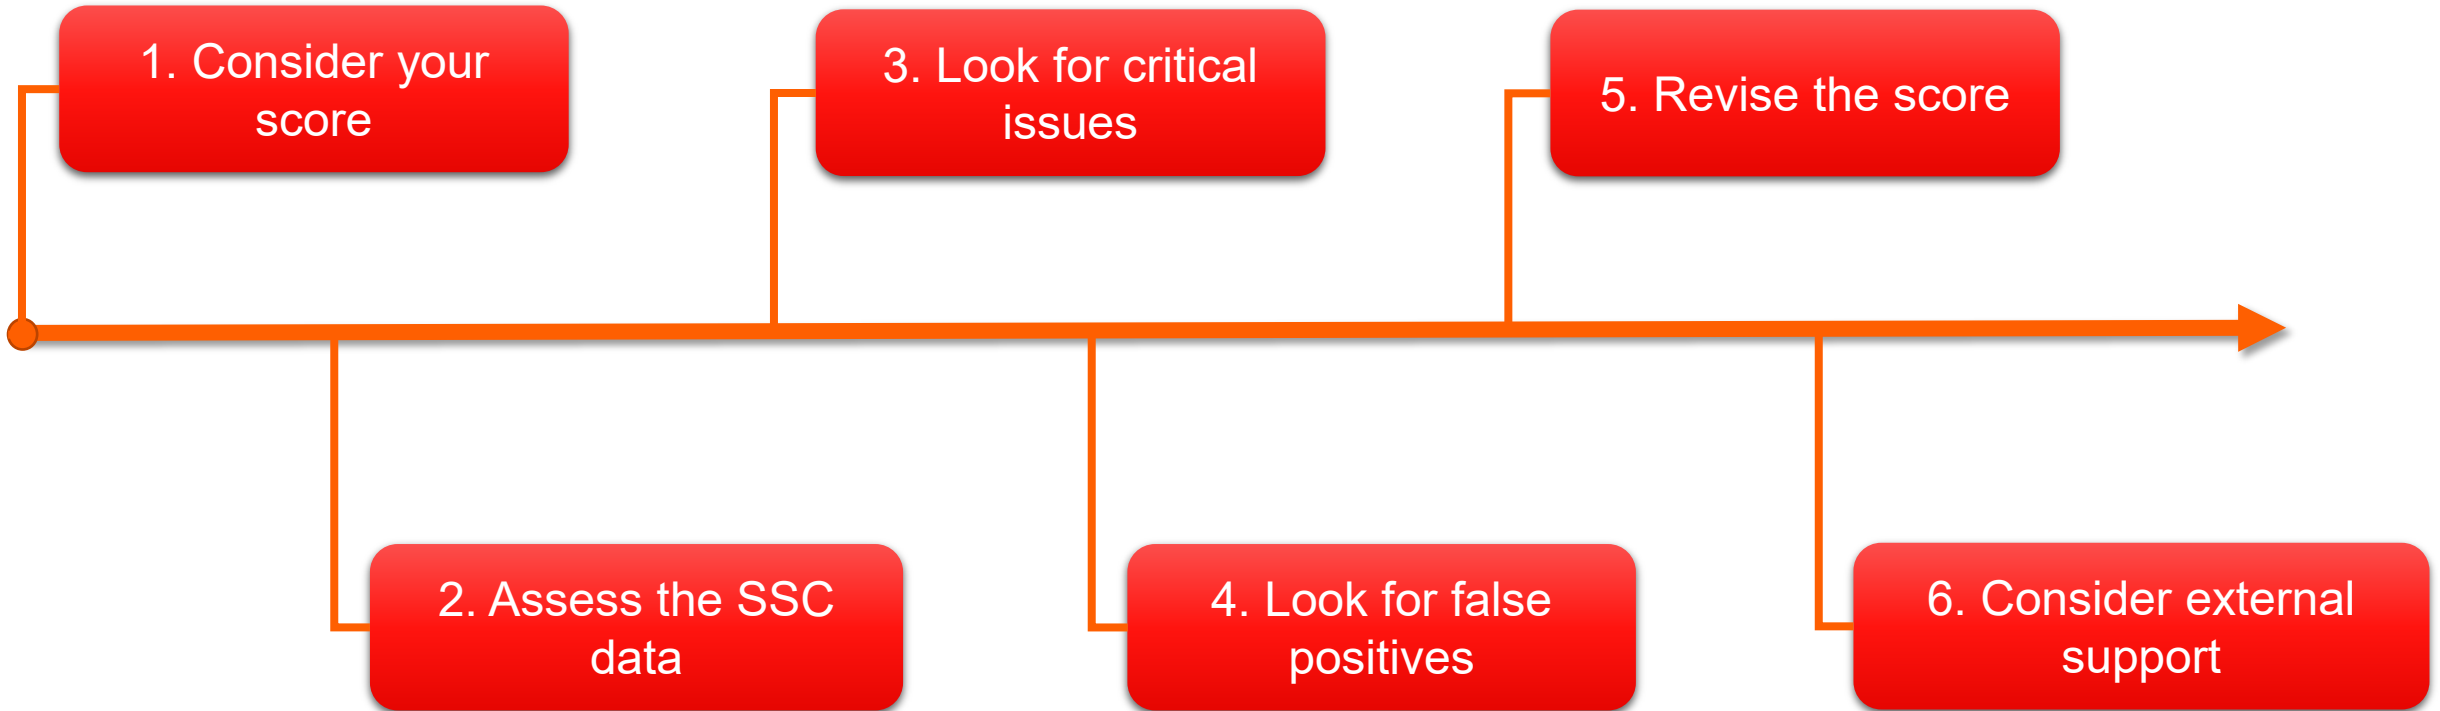 1. Consider your
score
2. Assess the SSC
data
3. Look for critical
issues
4. Look for false
positives
5. Revise the score
6. Consider external
support